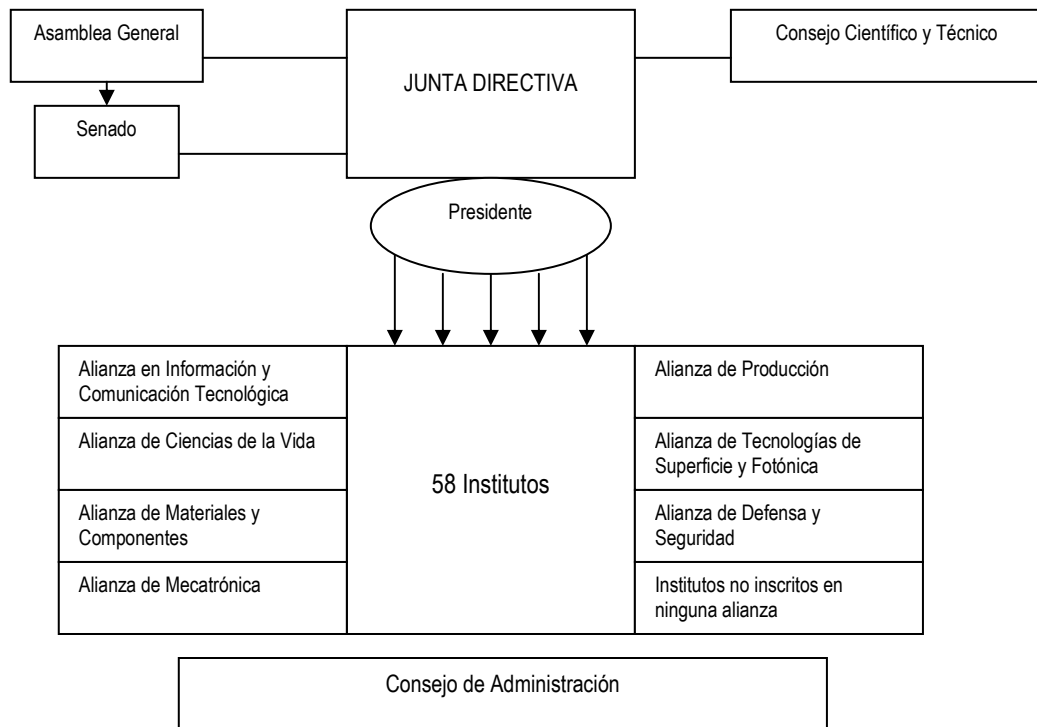 Asamblea General
JUNTA DIRECTIVA
Consejo Científico y Técnico
Senado
Presidente
Alianza en Información y
Comunicación Tecnológica
Alianza de Ciencias de la Vida
Alianza de Materiales y
Componentes
Alianza de Mecatrónica
58 Institutos
Alianza de Producción
Alianza de Tecnologías de
Superficie y Fotónica
Alianza de Defensa y
Seguridad
Institutos no inscritos en
ninguna alianza
Consejo de Administración